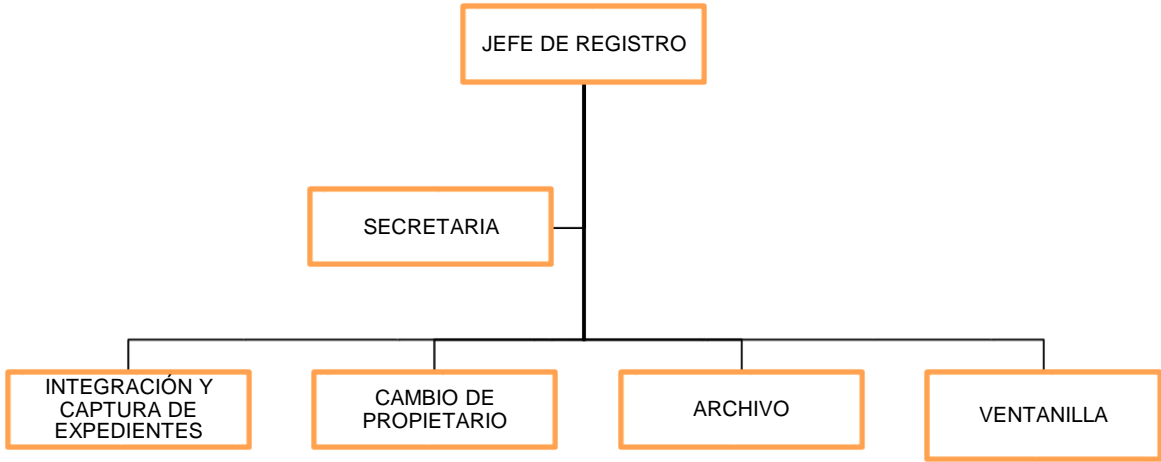 JEFE DE REGISTRO
SECRETARIA
INTEGRACIÓN Y
CAPTURA DE
EXPEDIENTES
CAMBIO DE
PROPIETARIO
ARCHIVO
VENTANILLA